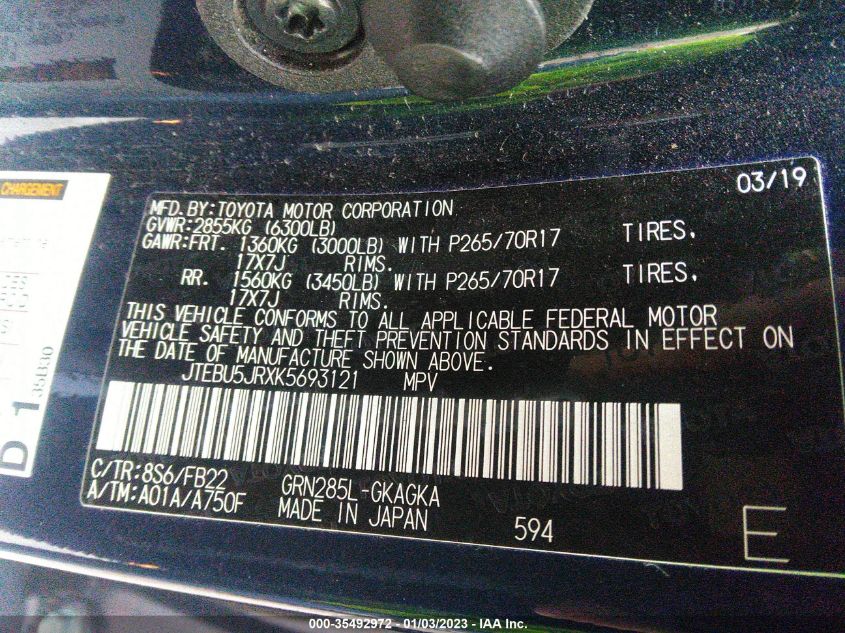 CHARGEMENT
03/19
MFD.BY:TOYOTA MOTOR CORPORATION
GVWR:2855KG (6300LB)
GAWR:FRT. 1360KG (3000LB) WITH P265/70R17 TIRES,
17X7J RIMS.
RR. 1560KG (3450LB) WITH P265/70R17 TIRES,
17X7J RIMS.
THIS VEHICLE CONFORMS TO ALL APPLICABLE FEDERAL MOTOR
VEHICLE SAFETY AND THEFT PREVENTION STANDARDS IN EFFECT ON
THE DATE OF MANUFACTURE SHOWN ABOVE.
JTEBU5JRXK5693121 MPV
C/TR:8S6/FB22 GRN285L-GKAGKA
A/TM:A01A/A750F MADE IN JAPAN 594
E
D 1
35B30
000-35492972 - 01/03/2023 - IAA Inc.